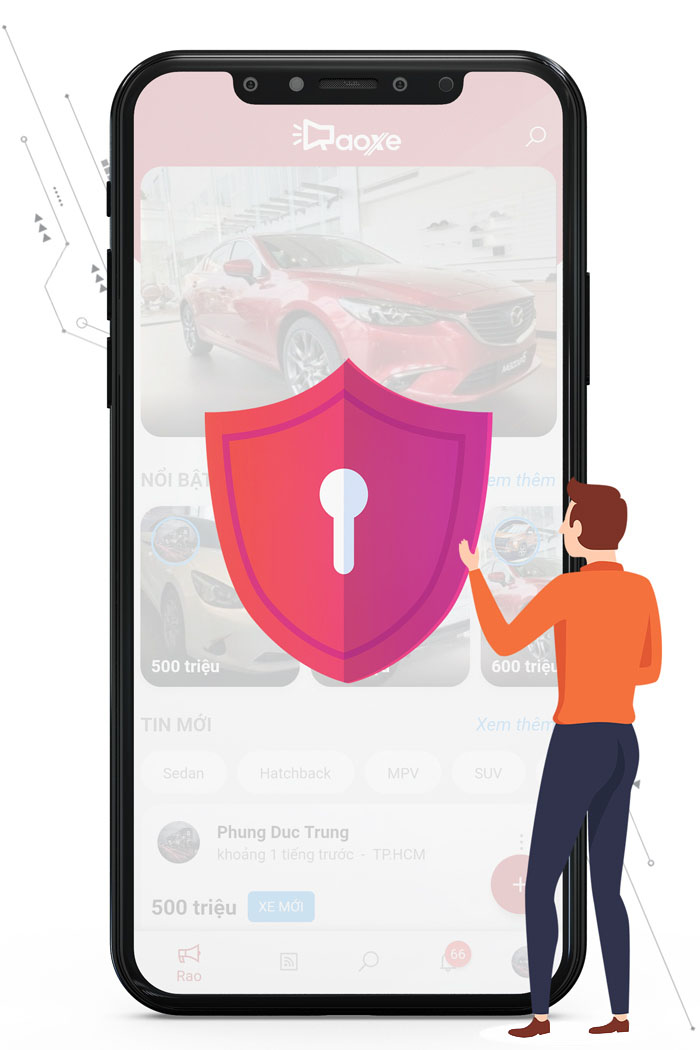 Raoxe
NỔI BẬT
Xem thêm
500 triệu
600 triệu
TIN MỚI
Xem thêm
Sedan
Hatchback
MPV
SUV
Phung Duc Trung
khoảng 1 tiếng trước - TP.HCM
500 triệu
XE MỚI
66
Rao